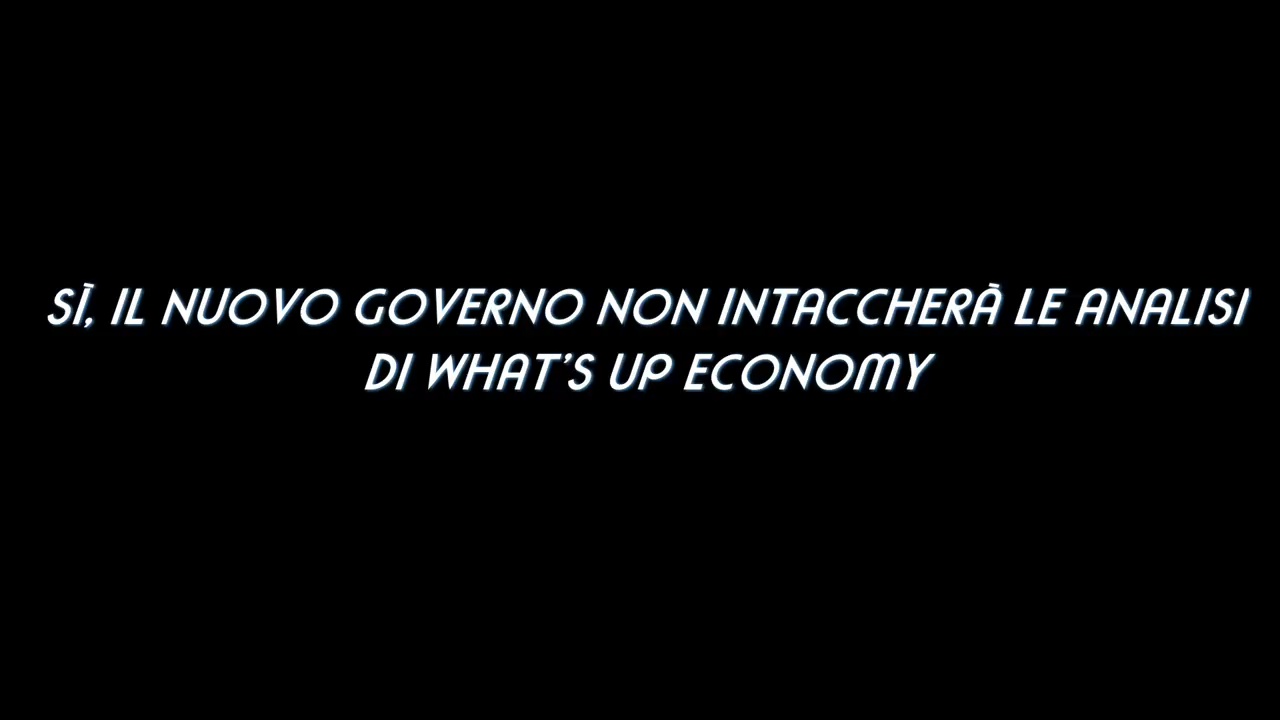 SÌ, IL NUOVO GOVERNO NON INTACCHERÀ LE ANALISI
DI WHAT'S UP ECONOMY